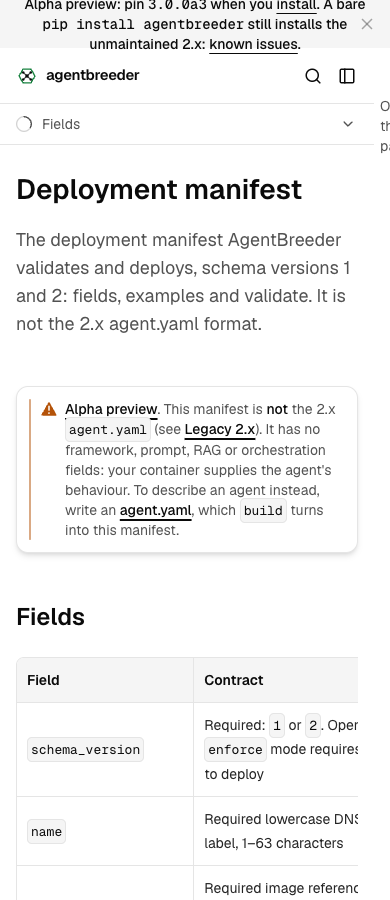 Alpha preview: pin 3.0.0a3 when you install. A bare
pip install agentbreeder still installs the
unmaintained 2.x: known issues.
agentbreeder
Fields
Deployment manifest
The deployment manifest AgentBreeder
validates and deploys, schema versions 1
and 2: fields, examples and validate. It is
not the 2.x agent.yaml format.
Alpha preview. This manifest is not the 2.x
agent.yaml (see Legacy 2.x). It has no
framework, prompt, RAG or orchestration
fields: your container supplies the agent's
behaviour. To describe an agent instead,
write an agent.yaml, which build turns
into this manifest.
Fields
Field Contract
schema_version
Required: 1 or 2.
enforce mode requires
to deploy
name
Required lowercase DNS
label, 1–63 characters
Required image